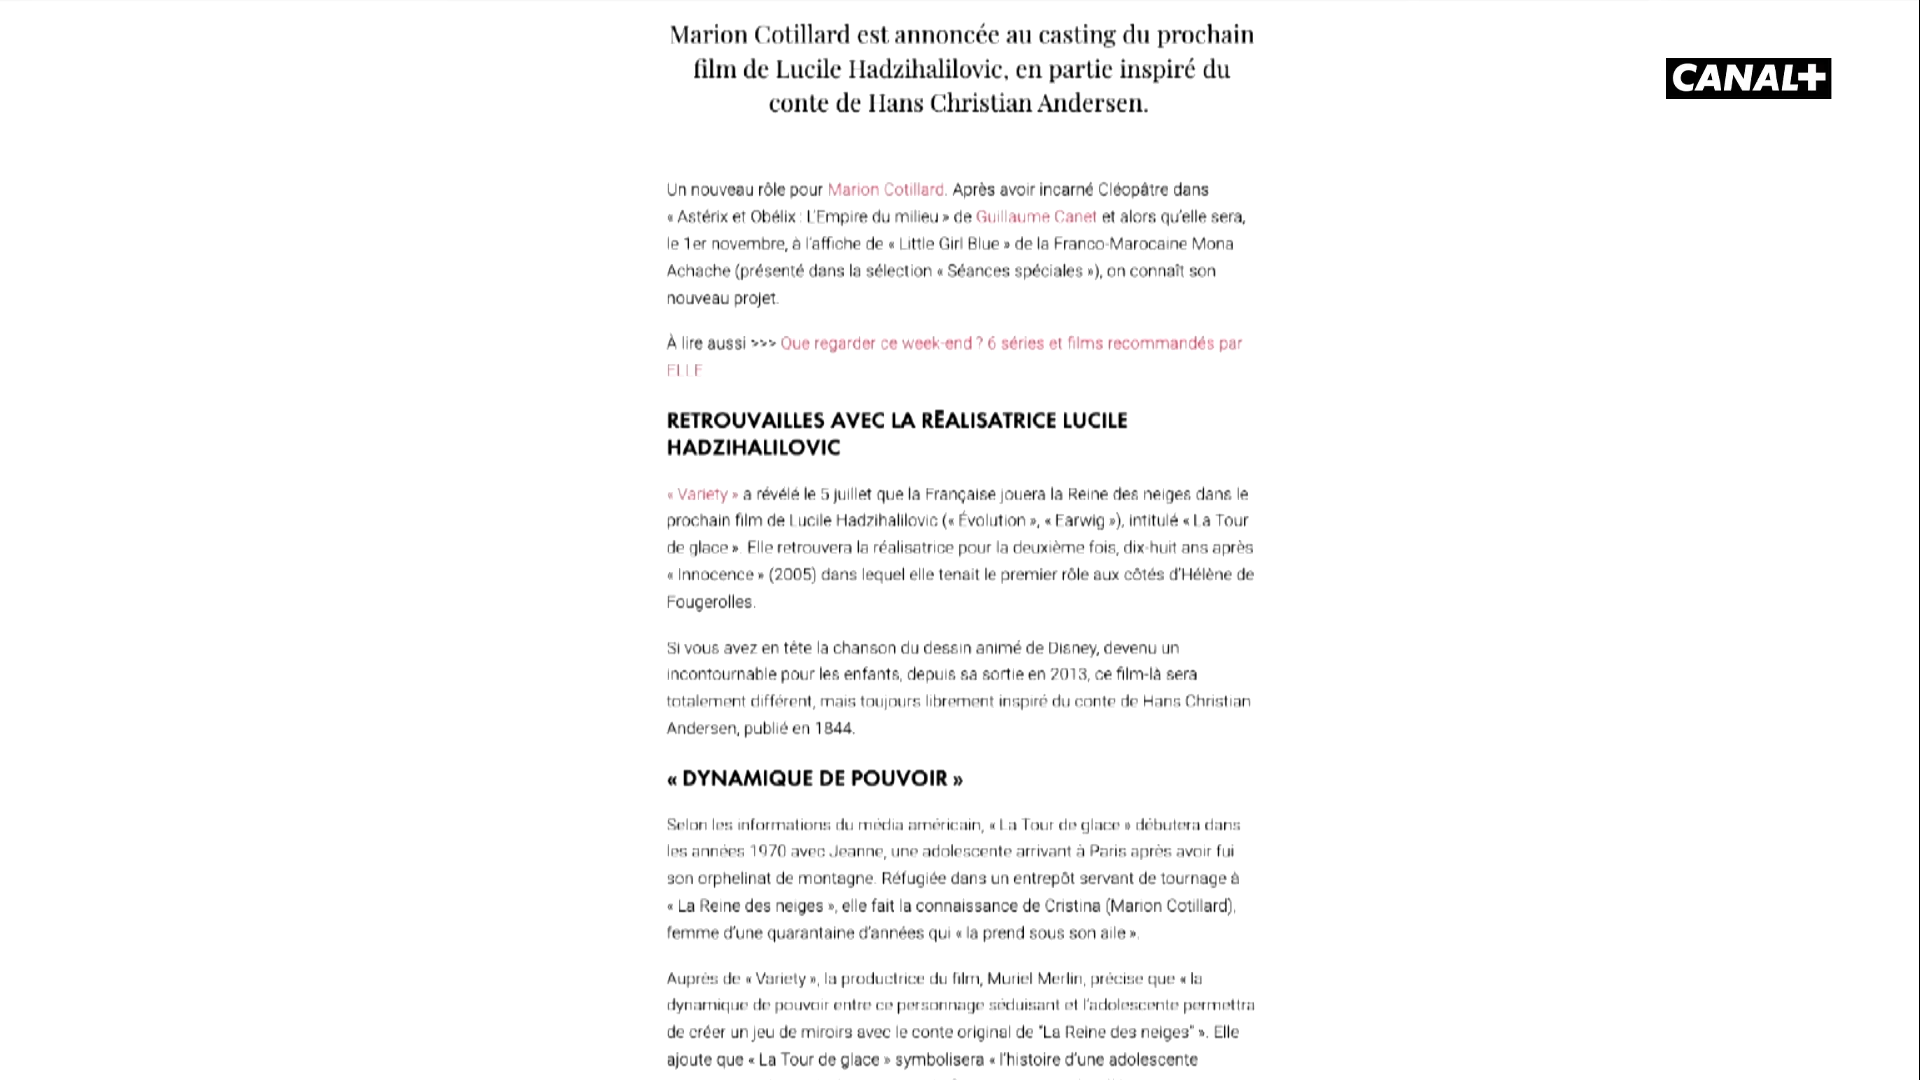 Marion Cotillard est annoncée au casting du prochain
film de Lucile Hadzihalilovic, en partie inspiré du
conte de Hans Christian Andersen.
CANAL+
Un nouveau rôle pour Marion Cotillard. Après avoir incarné Cléopâtre dans
« Astérix et Obélix : L'Empire du milieu » de Guillaume Canet et alors qu'elle sera,
le 1er novembre, à l'affiche de « Little Girl Blue » de la Franco-Marocaine Mona
Achache (présenté dans la sélection « Séances spéciales »), on connaît son
nouveau projet.
À lire aussi >>> Que regarder ce week-end ? 6 séries et films recommandés par
ELLE
RETROUVAILLES AVEC LA RÉALISATRICE LUCILE
HADZIHALILOVIC
« Variety » a révélé le 5 juillet que la Française jouera la Reine des neiges dans le
prochain film de Lucile Hadzihalilovic (« Évolution », « Earwig »), intitulé « La Tour
de glace ». Elle retrouvera la réalisatrice pour la deuxième fois, dix-huit ans après
« Innocence » (2005) dans lequel elle tenait le premier rôle aux côtés d'Hélène de
Fougerolles.
Si vous avez en tête la chanson du dessin animé de Disney, devenu un
incontournable pour les enfants, depuis sa sortie en 2013, ce film-là sera
totalement différent, mais toujours librement inspiré du conte de Hans Christian
Andersen, publié en 1844.
« DYNAMIQUE DE POUVOIR »
Selon les informations du média américain, « La Tour de glace » débutera dans
les années 1970 avec Jeanne, une adolescente arrivant à Paris après avoir fui
son orphelinat de montagne. Réfugiée dans un entrepôt servant de tournage à
« La Reine des neiges », elle fait la connaissance de Cristina (Marion Cotillard),
femme d'une quarantaine d'années qui « la prend sous son aile ».
Auprès de « Variety », la productrice du film, Muriel Merlin, précise que « la
dynamique de pouvoir entre ce personnage séduisant et l'adolescente permettra
de créer un jeu de miroirs avec le conte original de "La Reine des neiges" ». Elle
ajoute que « La Tour de glace » symbolisera « l'histoire d'une adolescente